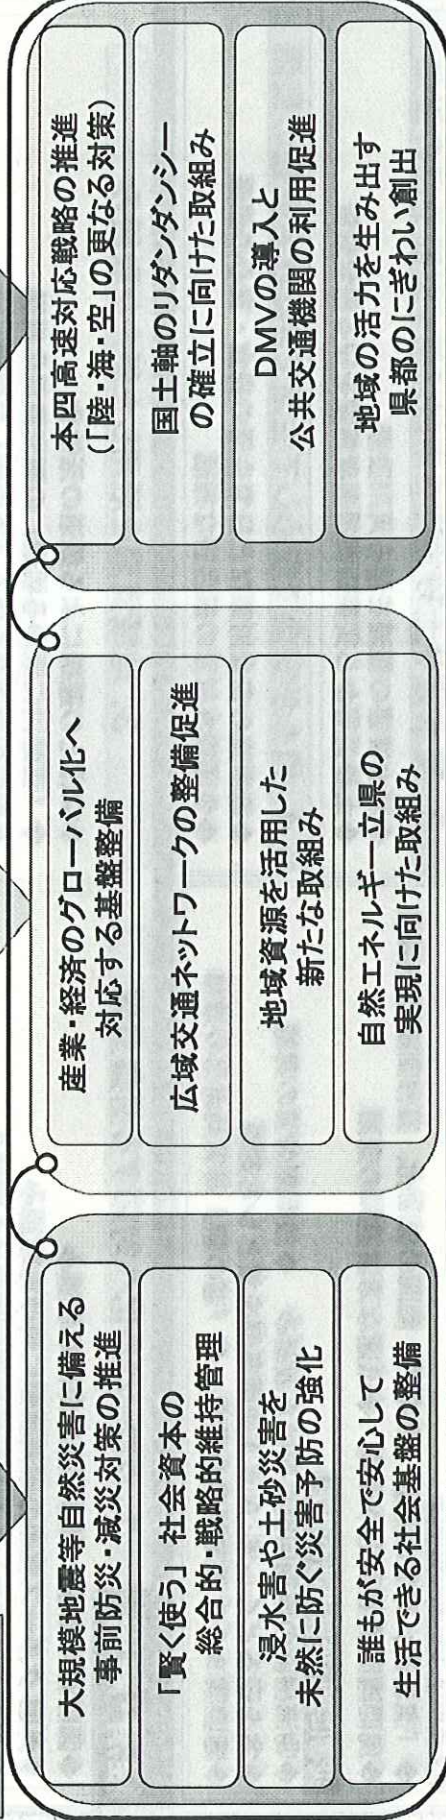 大規模地震等自然災害に備える
事前防災・減災対策の推進
「賢く使う」社会資本の
総合的・戦略的維持管理
浸水害や土砂災害を
未然に防ぐ災害予防の強化
誰もが安全で安心して
生活できる社会基盤の整備
産業・経済のグローバル化へ
対応する基盤整備
広域交通ネットワークの整備促進
地域資源を活用した
新たな取組み
自然エネルギー立県の
実現に向けた取組み
本四高速対応戦略の推進
(「陸・海・空」の更なる対策)
国土軸のリダンダンシー
の確立に向けた取組み
DMVの導入と
公共交通機関の利用促進
地域の活力を生み出す
県都のにぎわい創出